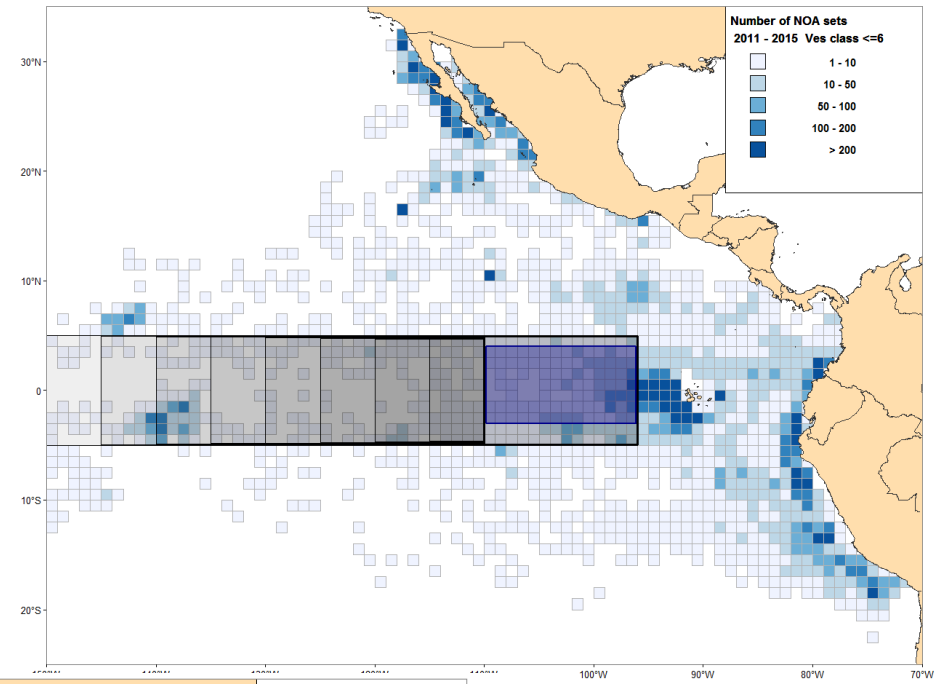 Number of NOA sets
2011 - 2015 Ves class <=6
1 - 10
10 - 50
50 - 100
100 - 200
> 200
30°N
20°N
10°N
0
10°S
20°S
100°W
90°W
80°W
70°W